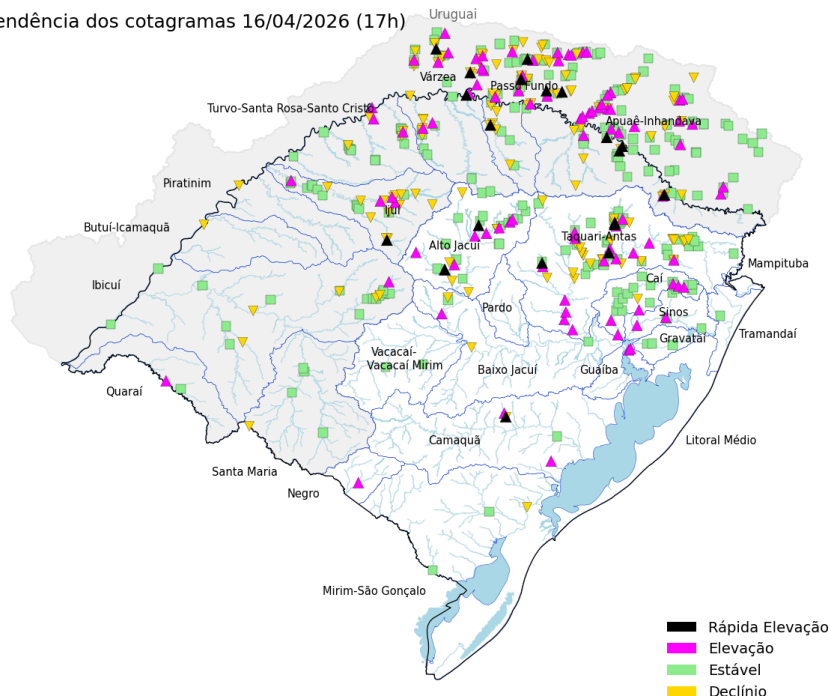 endência dos cotagramas 16/04/2026 (17h)
Uruguai
Várzea
Passo Fundo
Turvo-Santa Rosa-Santo Cristo
Apuaê-Inhandava
Piratinim
Ijuí
Butuí-Icamaquã
Alto Jacuí
Taquari-Antas
Mampituba
Ibicuí
Caí
Pardo
Sinos
Tramandaí
Gravataí
Vacacaí-
Vacacaí Mirim
Baixo Jacuí
Guaíba
Quaraí
Camaquã
Litoral Médio
Santa Maria
Negro
Mirim-São Gonçalo
Rápida Elevação
Elevação
Estável
Declínio